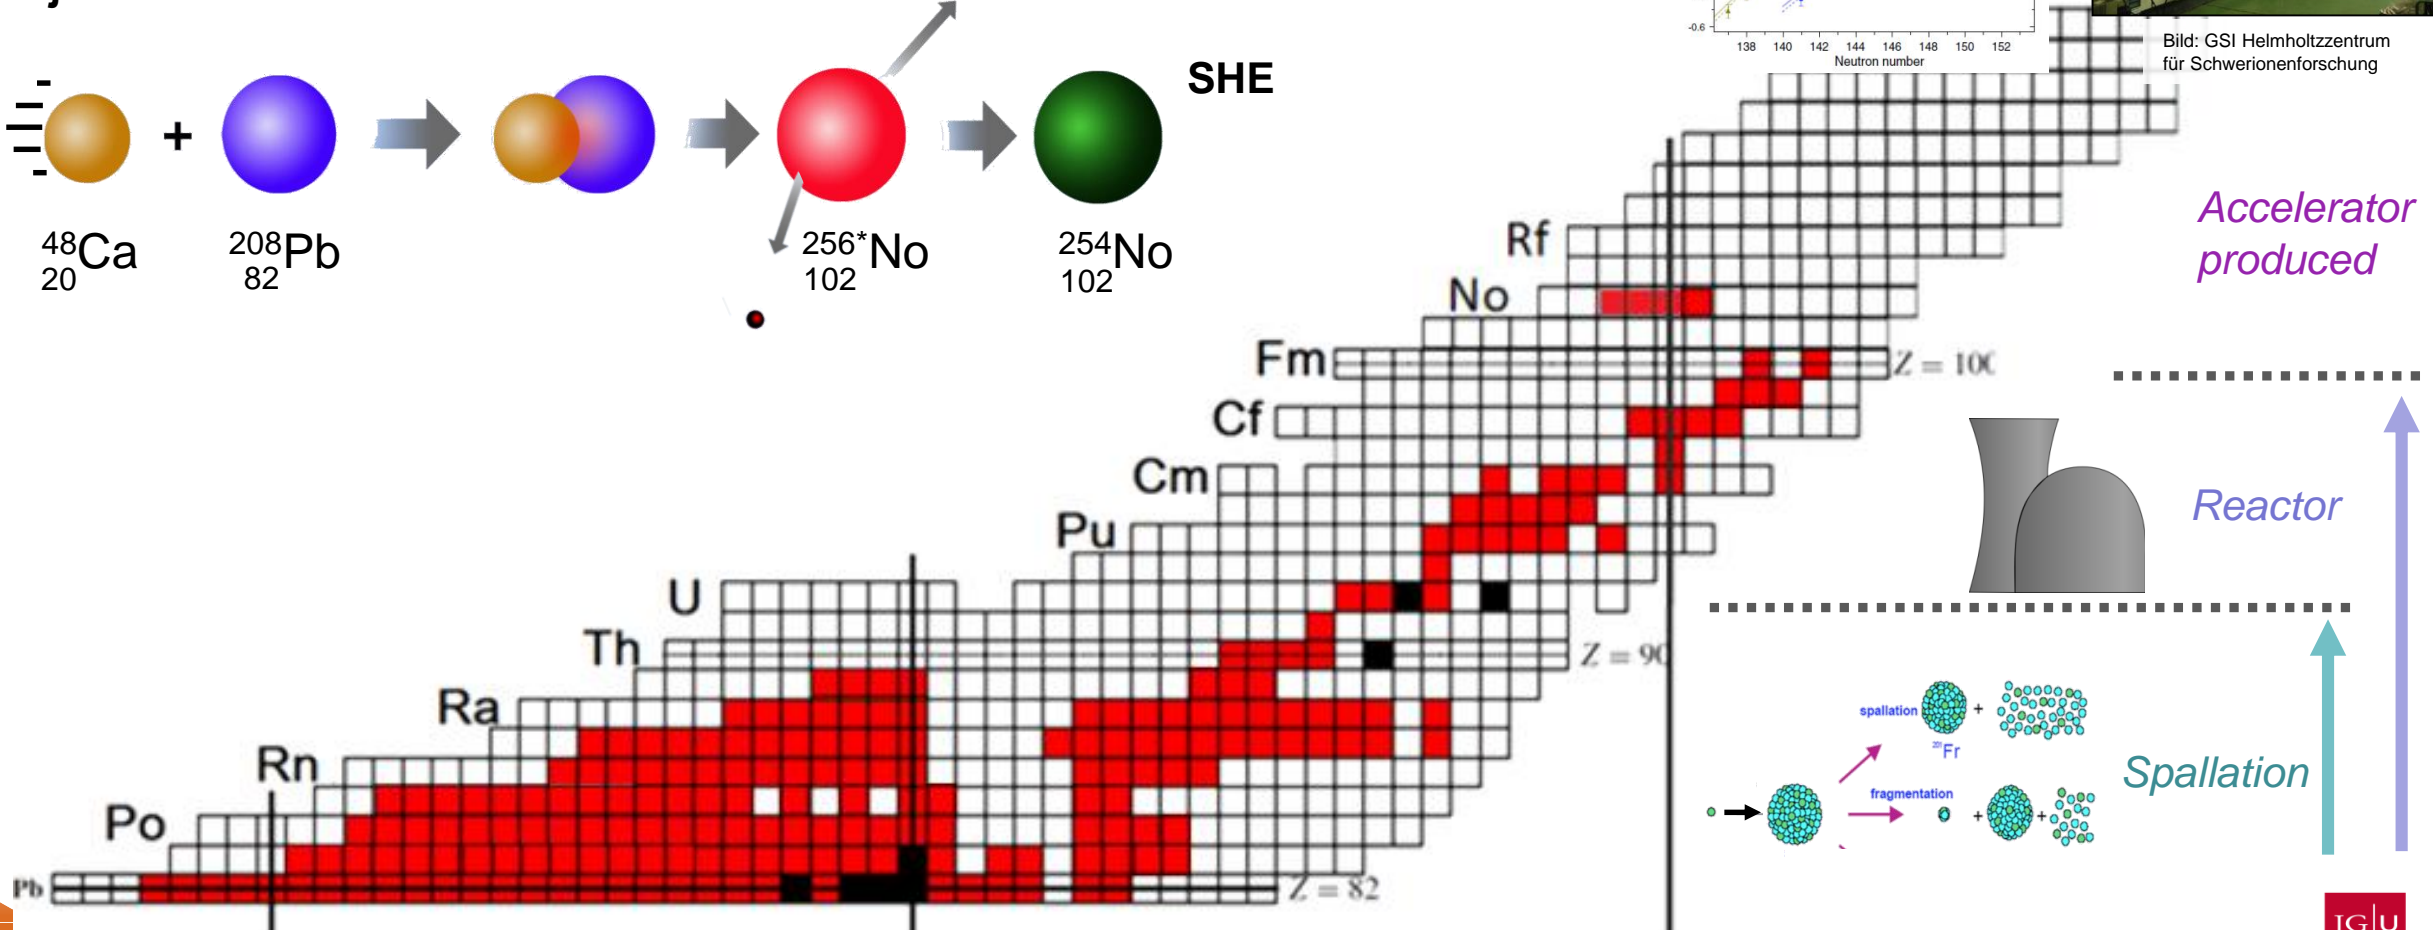 -0.6
138 140 142 144 146 148 150 152
Neutron number
Bild: GSI Helmholtzzentrum
für Schwerionenforschung
SHE
+
48
20 Ca
208
82 Pb
256*
102 No
254
102 No
Accelerator
produced
Rf
No
Fm
Z = 100
Cf
Cm
Reactor
Pu
U
Th
Z = 90
Ra
spallation
+
201Fr
Rn
Spallation
fragmentation
+ +
Po
Pb
Z = 82
JG|U